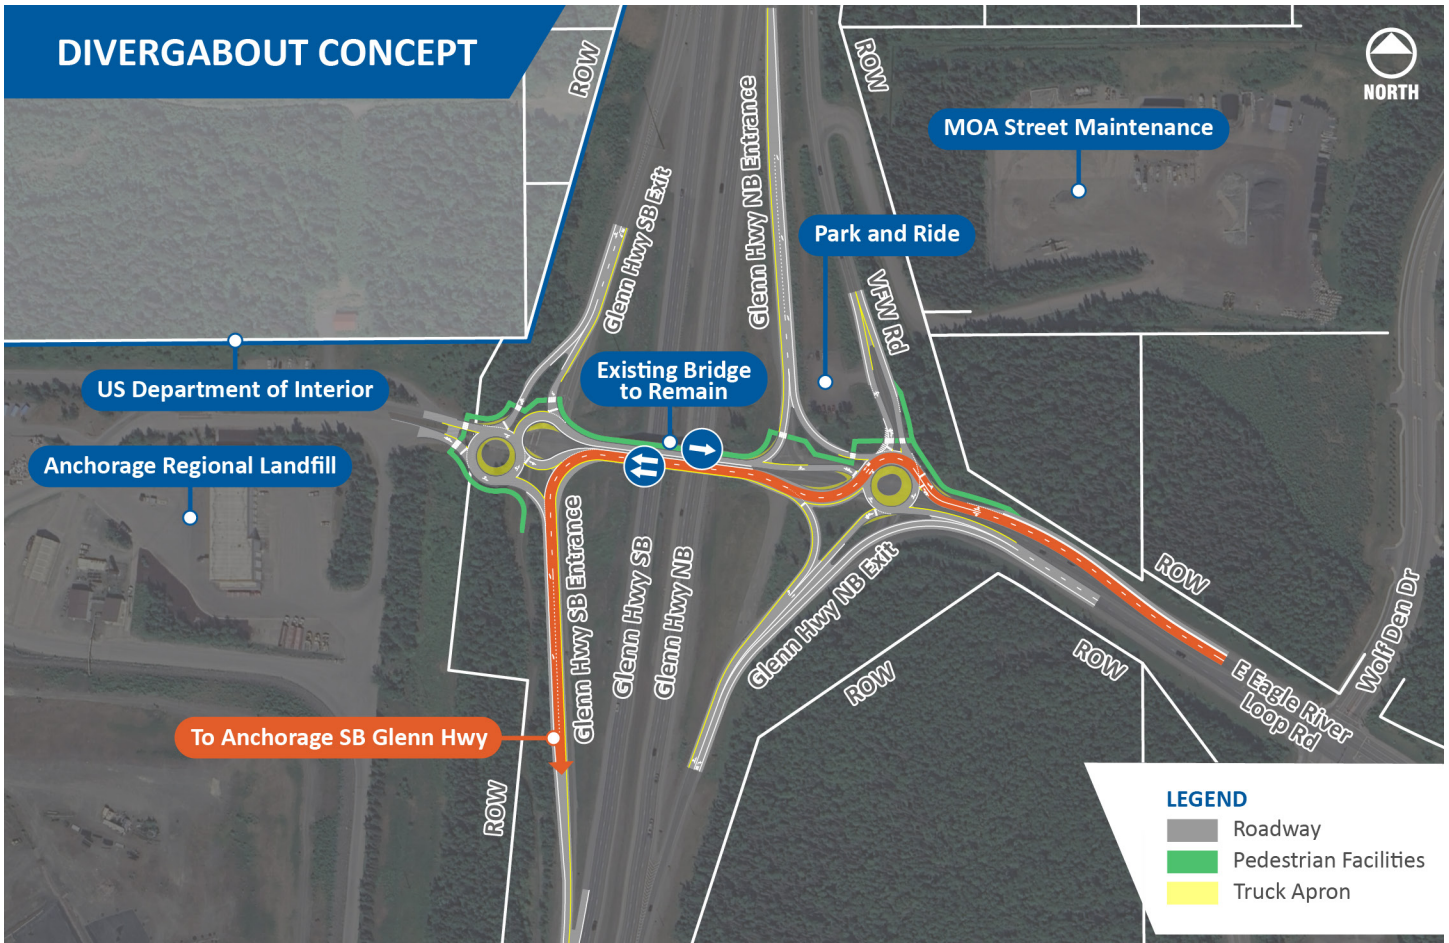 DIVERGABOUT CONCEPT
ROW
ROW
NORTH
MOA Street Maintenance
Glenn Hwy SB Exit
Glenn Hwy NB Entrance
Park and Ride
VFW Rd
US Department of Interior
Existing Bridge
to Remain
Anchorage Regional Landfill
Glenn Hwy SB Entrance
Glenn Hwy SB
Glenn Hwy NB
Glenn Hwy NB Exit
ROW
ROW
ROW
Wolf Den Dr
E Eagle River
Loop Rd
To Anchorage SB Glenn Hwy
ROW
LEGEND
Roadway
Pedestrian Facilities
Truck Apron